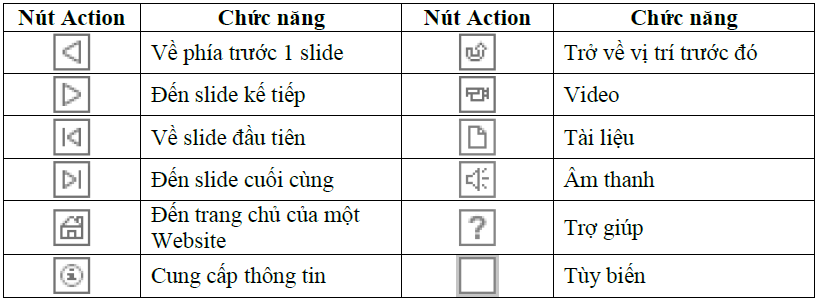 Nút Action Chức năng Nút Action Chức năng
Về phía trước 1 slide Trở về vị trí trước đó
Đến slide kế tiếp Video
Về slide đầu tiên Tài liệu
Đến slide cuối cùng Âm thanh
Đến trang chủ của một
Website ? Trợ giúp
Cung cấp thông tin Tùy biến